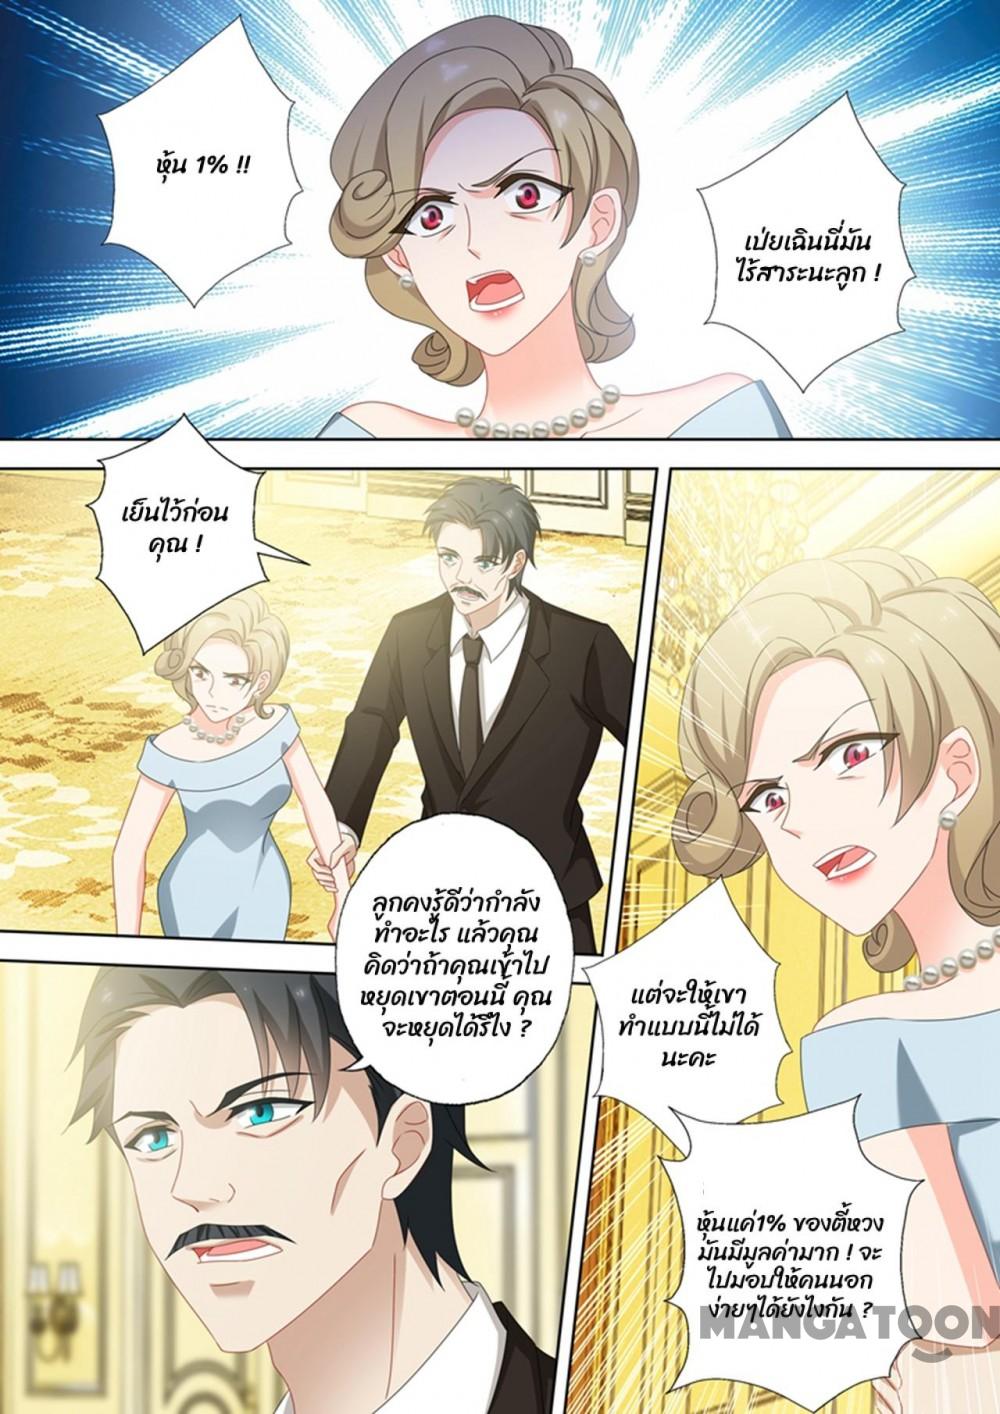 หุ้น 1% !!
เป่ยเฉินนี่มัน
ไร้สาระนะลูก !
เย็นไว้ก่อน
คุณ !
ลูกคงรู้ดีว่ากำลัง
ทำอะไร แล้วคุณ
คิดว่าถ้าคุณเข้าไป
หยุดเขาตอนนี้ คุณ
จะหยุดได้รึไง ?
แต่จะให้เขา
ทำแบบนี้ไม่ได้
นะคะ
หุ้นแค่1% ของตี้หวง
มันมีมูลค่ามาก ! จะ
ไปมอบให้คนนอก
ง่ายๆได้ยังไงกัน ?
MANGATOON